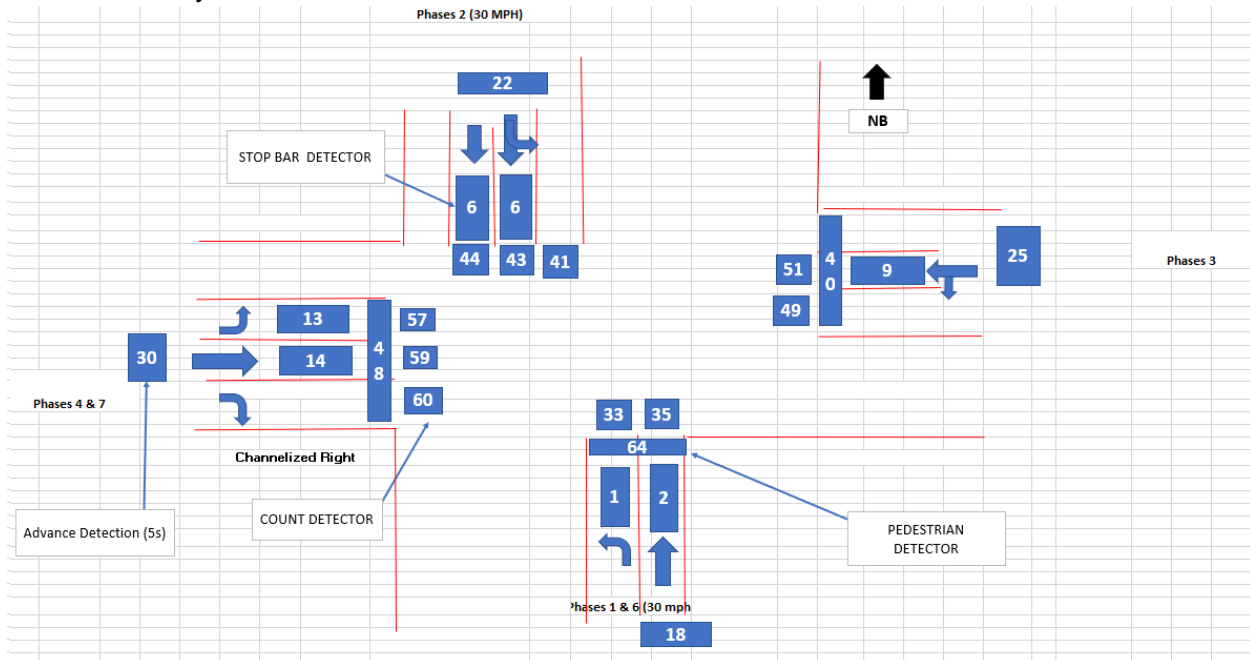 Phases 2 (30 MPH)
22
NB
STOP BAR DETECTOR
6
6
44
43
41
51
49
4
0
9
25
Phases 3
30
13
14
4
8
57
59
60
Phases 4 & 7
33
35
64
Channelized Right
1
2
Advance Detection (5s)
COUNT DETECTOR
PEDESTRIAN
DETECTOR
Phases 1 & 6 (30 mph
18